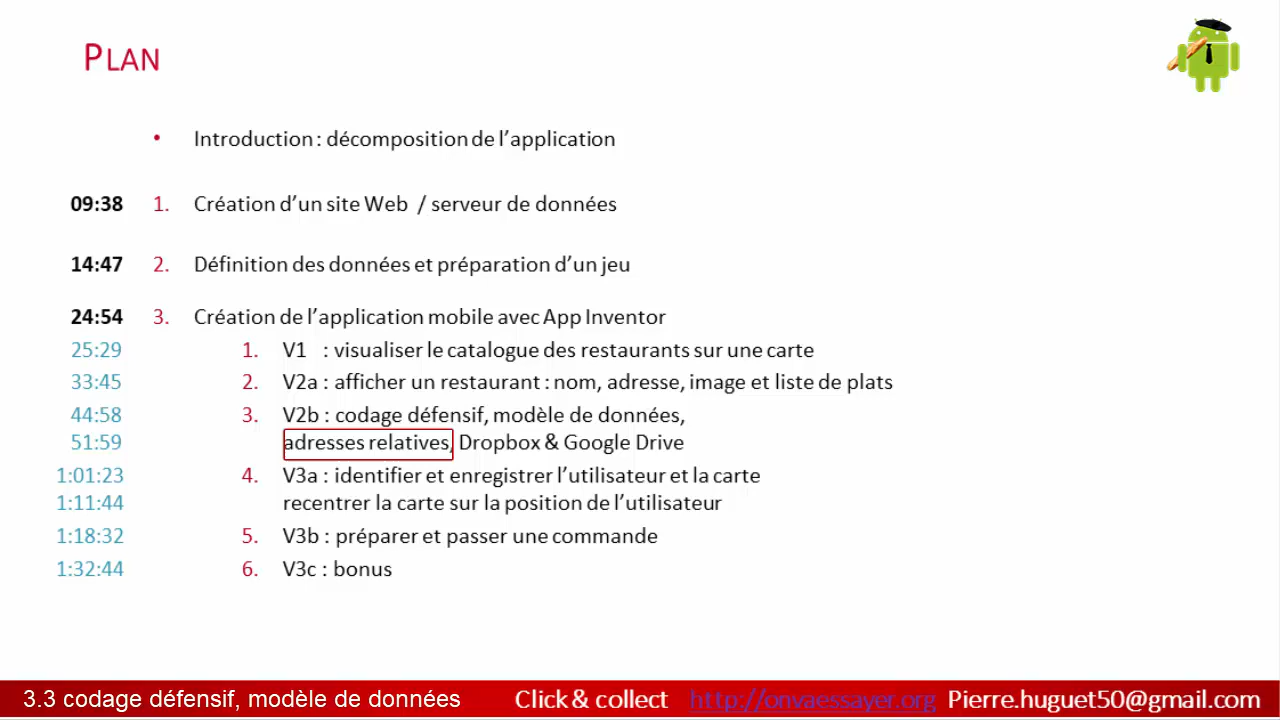 PLAN
• Introduction : décomposition de l’application
09:38 1. Création d’un site Web / serveur de données
14:47 2. Définition des données et préparation d’un jeu
24:54 3. Création de l’application mobile avec App Inventor
25:29 1. V1 : visualiser le catalogue des restaurants sur une carte
33:45 2. V2a : afficher un restaurant : nom, adresse, image et liste de plats
44:58 3. V2b : codage défensif, modèle de données,
51:59 adresses relatives, Dropbox & Google Drive
1:01:23 4. V3a : identifier et enregistrer l’utilisateur et la carte
1:11:44 recentrer la carte sur la position de l’utilisateur
1:18:32 5. V3b : préparer et passer une commande
1:32:44 6. V3c : bonus
3.3 codage défensif, modèle de données Click & collect http://onvaessayer.org Pierre.huguet50@gmail.com